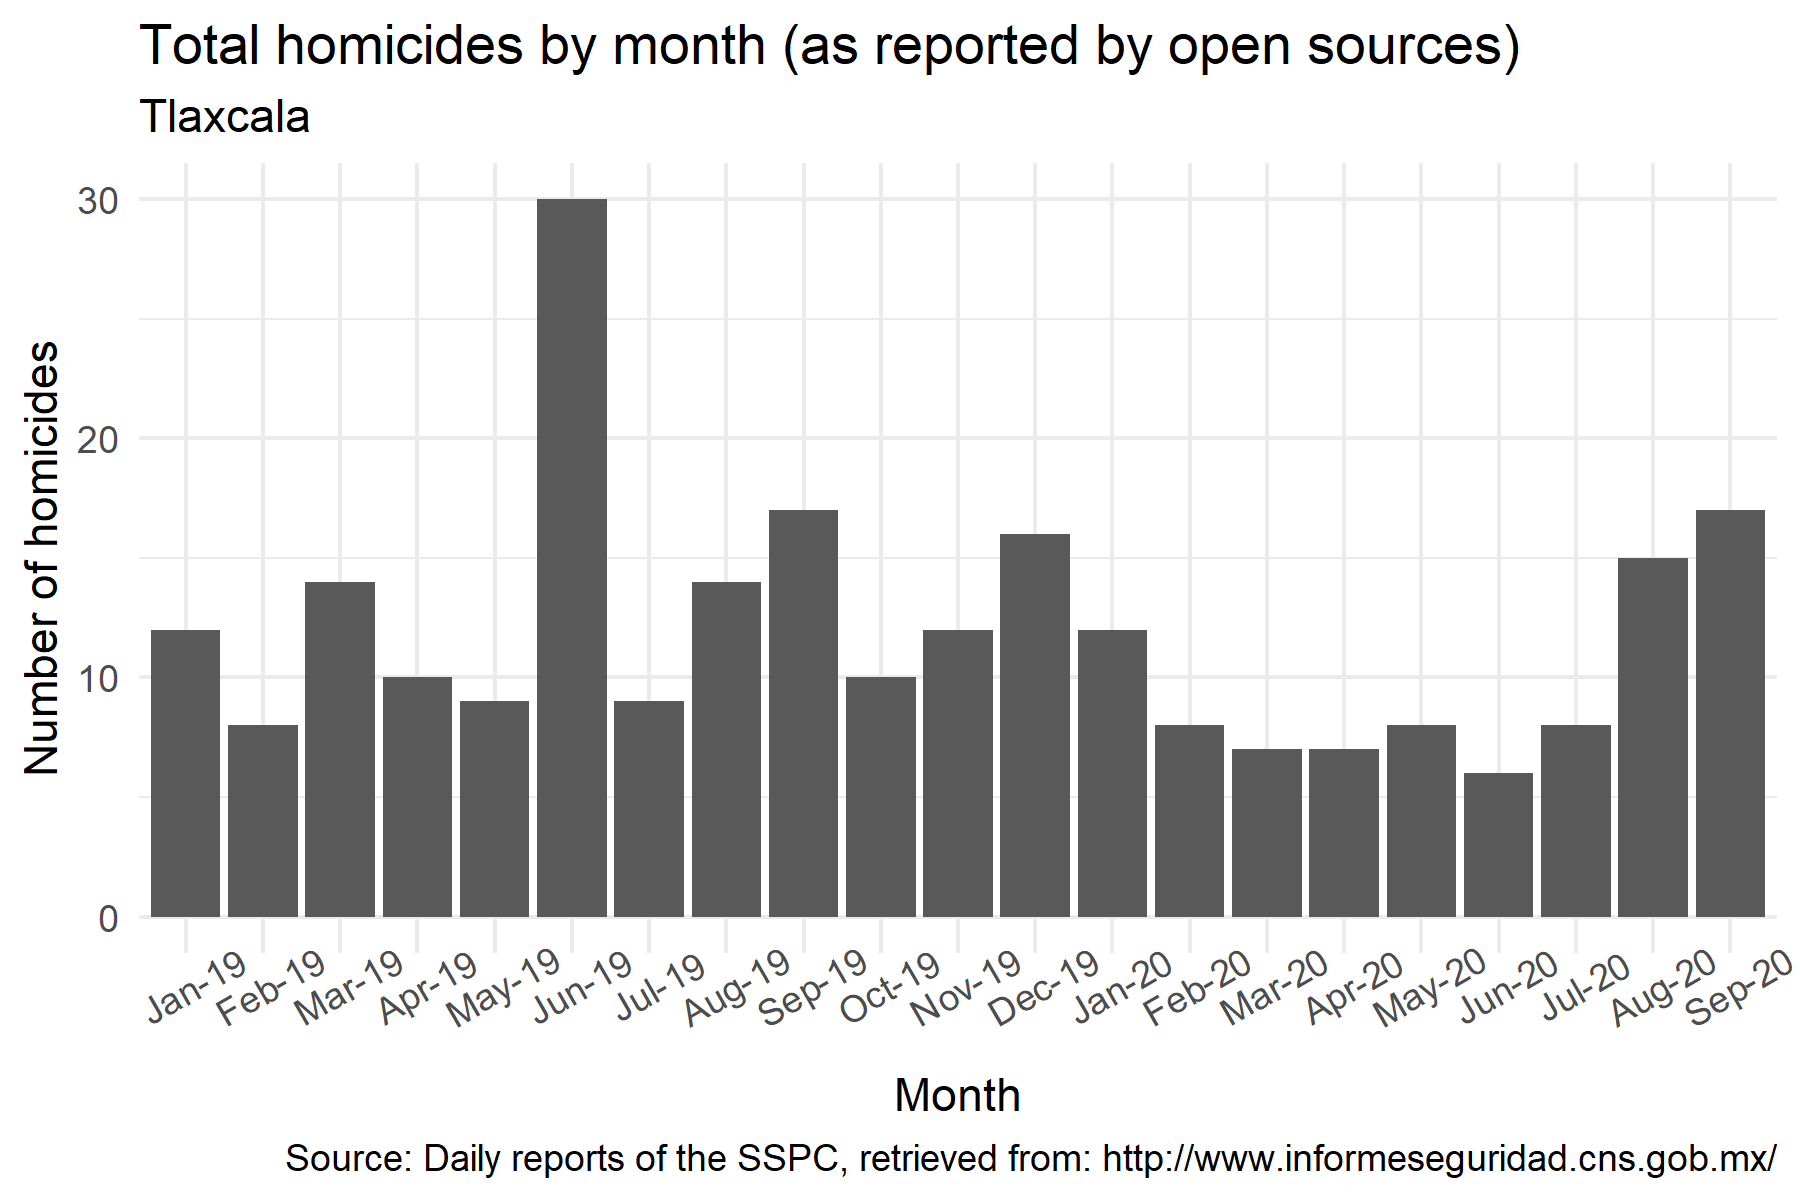 Total homicides by month (as reported by open sources)
Tlaxcala
Number of homicides
30
20
10
0
Jan-19
Feb-19
Mar-19
Apr-19
May-19
Jun-19
Jul-19
Aug-19
Sep-19
Oct-19
Nov-19
Dec-19
Jan-20
Feb-20
Mar-20
Apr-20
May-20
Jun-20
Jul-20
Aug-20
Sep-20
Month
Source: Daily reports of the SSPC, retrieved from: http://www.informeseguridad.cns.gob.mx/